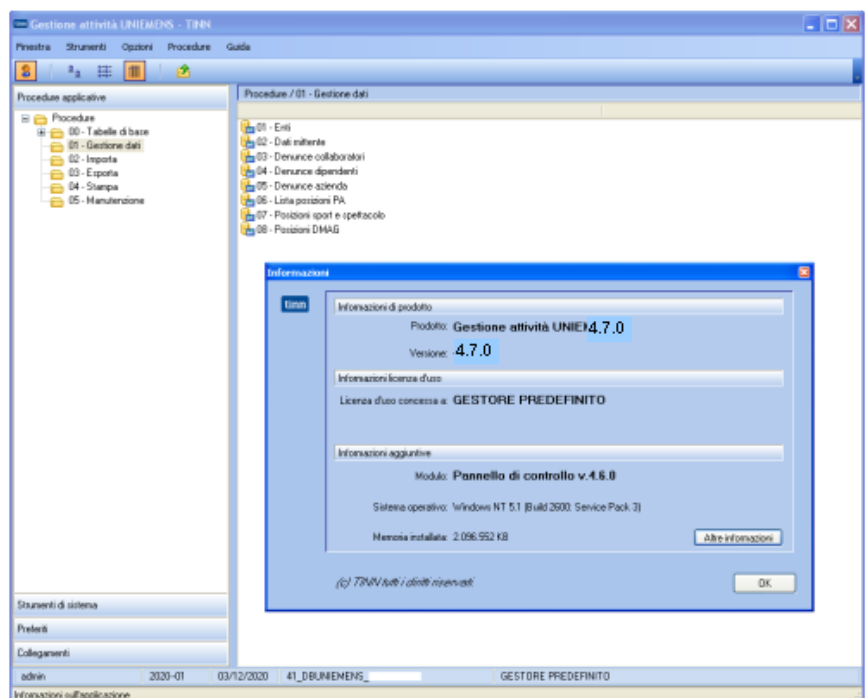 Gestione attività UNIEMENS - TINN
Finestra Strumenti Opzioni Procedure Guida
Procedure applicative
Procedure / 01 - Gestione dati
Procedure
00 - Tabelle di base
01 - Gestione dati
02 - Importa
03 - Esporta
04 - Stampa
05 - Manutenzione
01 - Enti
02 - Dati mittente
03 - Denunce collaboratori
04 - Denunce dipendenti
05 - Denunce azienda
06 - Lista posizioni PA
07 - Posizioni sport e spettacolo
08 - Posizioni DMAG
Informazioni
tinn
Informazioni di prodotto
Prodotto: Gestione attività UNIEM4.7.0
Versione: 4.7.0
Informazioni licenza d'uso
Licenza d'uso concessa a: GESTORE PREDEFINITO
Informazioni aggiuntive
Modulo: Pannello di controllo v.4.6.0
Sistema operativo: Windows NT 5.1 (Build 2600: Service Pack 3)
Memoria installata: 2.096.552 KB
Altre informazioni
(c) TINN tutti i diritti riservati
OK
Strumenti di sistema
Preferiti
Collegamenti
admin 2020-01 03/12/2020 41_DBUNIEMENS_ GESTORE PREDEFINITO
Informazioni sull'applicazione